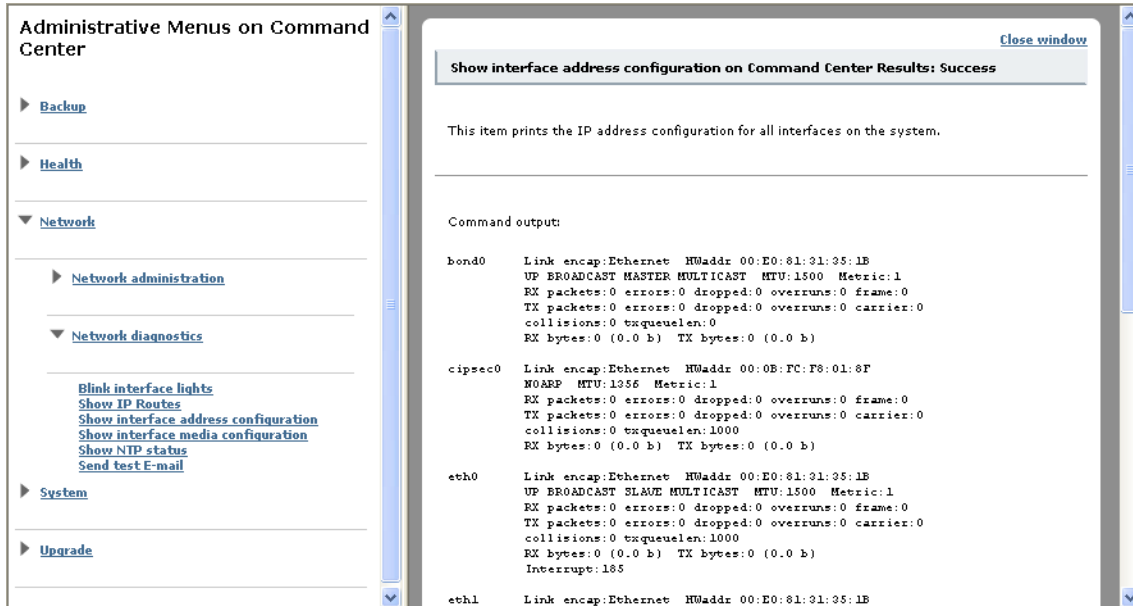 Administrative Menus on Command
Center
Backup
Health
Network
Network administration
Network diagnostics
Blink interface lights
Show IP Routes
Show interface address configuration
Show interface media configuration
Show NTP status
Send test E-mail
System
Upgrade
Close window
Show interface address configuration on Command Center Results: Success
This item prints the IP address configuration for all interfaces on the system.
Command output:
bond0 Link encap:Ethernet HWaddr 00:E0:81:31:35:1B
UP BROADCAST MASTER MULTICAST MTU:1500 Metric:1
RX packets:0 errors:0 dropped:0 overruns:0 frame:0
TX packets:0 errors:0 dropped:0 overruns:0 carrier:0
collisions:0 txqueuelen:0
RX bytes:0 (0.0 b) TX bytes:0 (0.0 b)
cipsec0 Link encap:Ethernet HWaddr 00:0B:FC:F8:01:8F
NOARP MTU:1356 Metric:1
RX packets:0 errors:0 dropped:0 overruns:0 frame:0
TX packets:0 errors:0 dropped:0 overruns:0 carrier:0
collisions:0 txqueuelen:1000
RX bytes:0 (0.0 b) TX bytes:0 (0.0 b)
eth0 Link encap:Ethernet HWaddr 00:E0:81:31:35:1B
UP BROADCAST SLAVE MULTICAST MTU:1500 Metric:1
RX packets:0 errors:0 dropped:0 overruns:0 frame:0
TX packets:0 errors:0 dropped:0 overruns:0 carrier:0
collisions:0 txqueuelen:1000
RX bytes:0 (0.0 b) TX bytes:0 (0.0 b)
Interrupt:185
eth1 Link encap:Ethernet HWaddr 00:E0:81:31:35:1B